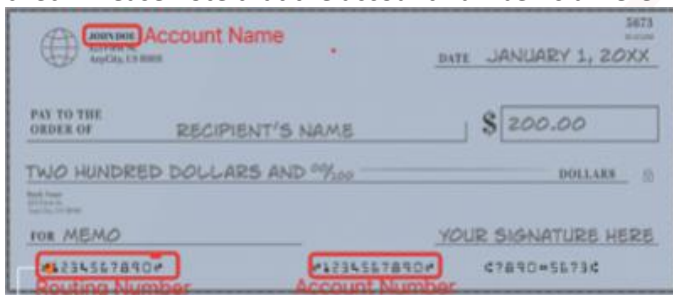 JOHN DOE Account Name 5673
AnyCity, US
DATE JANUARY 1, 20XX
PAY TO THE
ORDER OF RECIPIENT'S NAME $ 200.00
TWO HUNDRED DOLLARS AND 00/100 DOLLARS
FOR MEMO YOUR SIGNATURE HERE
⑆1234567890⑆ ⑆1234567890⑆ ⑈7890⑉5673⑈
Routing Number Account Number